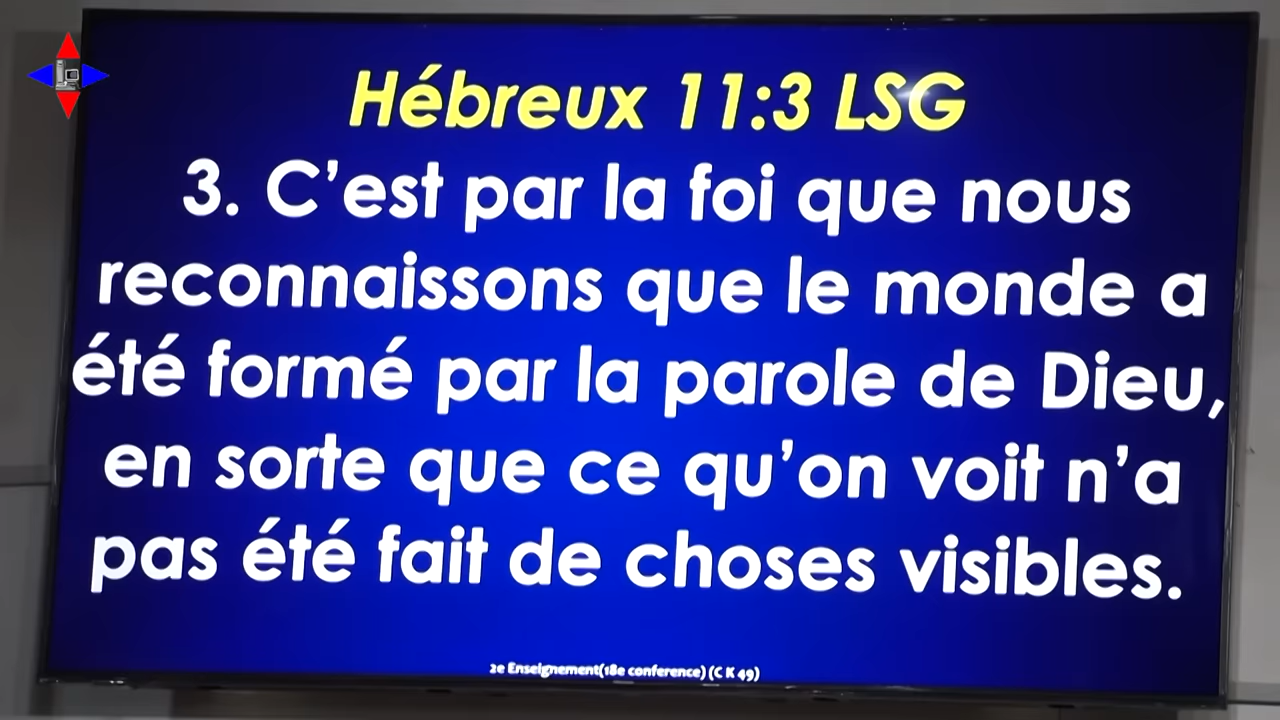 Hébreux 11:3 LSG
3. C’est par la foi que nous
reconnaissons que le monde a
été formé par la parole de Dieu,
en sorte que ce qu’on voit n’a
pas été fait de choses visibles.
2e Enseignement(18e conference) (C K 49)